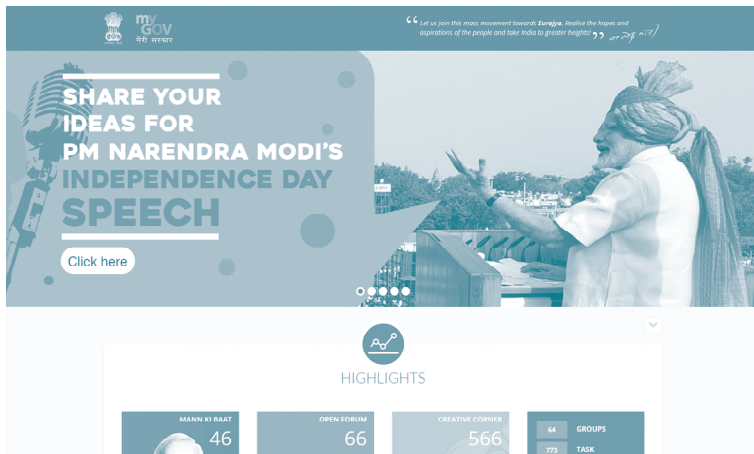 my
GOV
मेरी सरकार
“ Let us join this mass movement towards Surajya. Realise the hopes and
aspirations of the people and take India to greater heights! ”
SHARE YOUR
IDEAS FOR
PM NARENDRA MODI'S
INDEPENDENCE DAY
SPEECH
Click here
HIGHLIGHTS
MANN KI BAAT
46
OPEN FORUM
66
CREATIVE CORNER
566
64 GROUPS
773 TASK